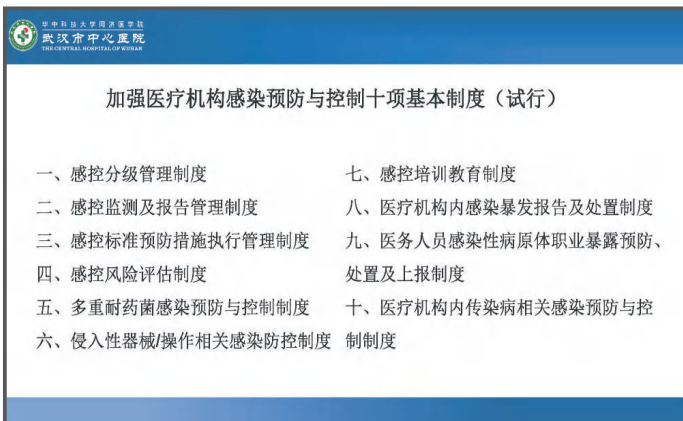 华中科技大学同济医学院
武汉市中心医院
THE CENTRAL HOSPITAL OF WUHAN
加强医疗机构感染预防与控制十项基本制度（试行）
一、感控分级管理制度
二、感控监测及报告管理制度
三、感控标准预防措施执行管理制度
四、感控风险评估制度
五、多重耐药菌感染预防与控制制度
六、侵入性器械/操作相关感染防控制度
七、感控培训教育制度
八、医疗机构内感染暴发报告及处置制度
九、医务人员感染性病原体职业暴露预防、
处置及上报制度
十、医疗机构内传染病相关感染预防与控
制制度